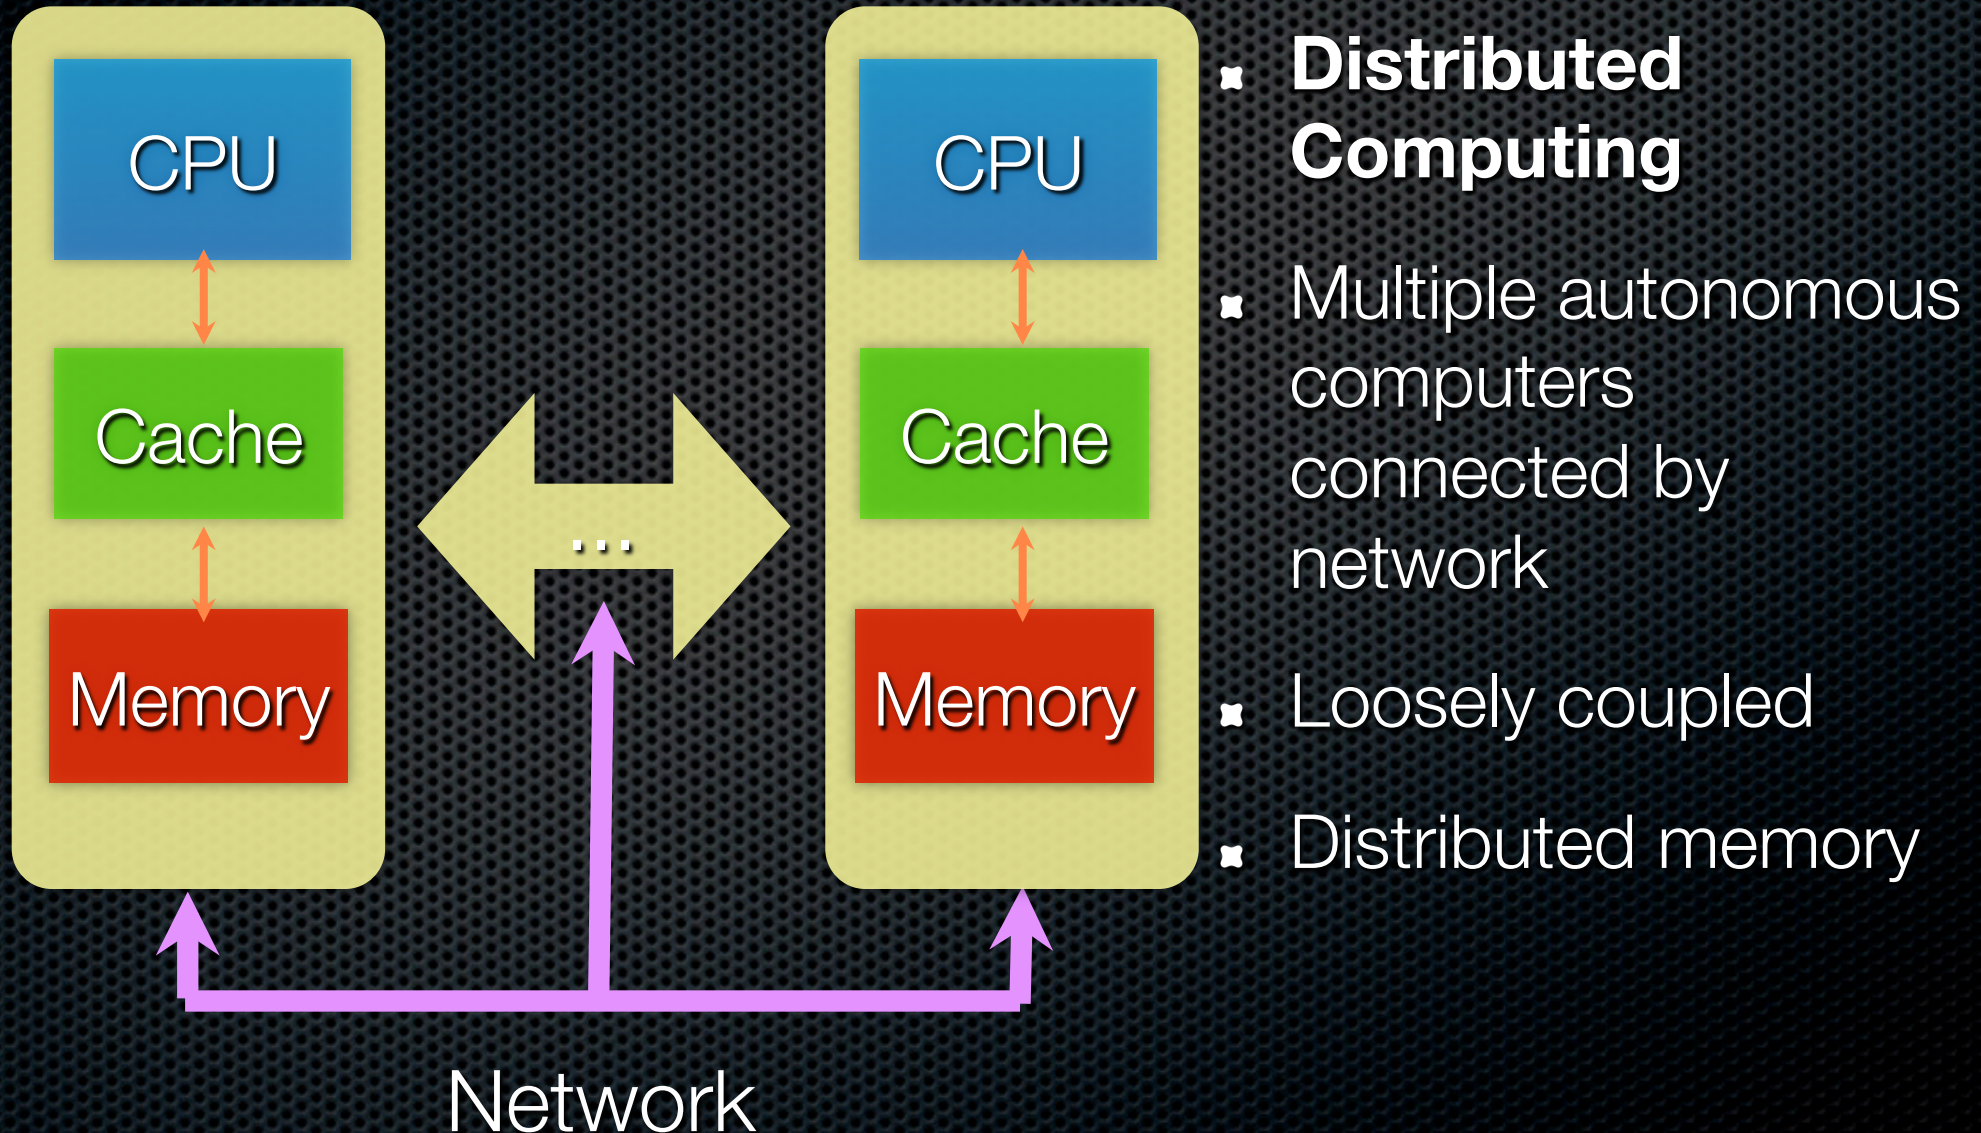 CPU
Cache
Memory
...
CPU
Cache
Memory
Network
Distributed
Computing
Multiple autonomous
computers
connected by
network
Loosely coupled
Distributed memory